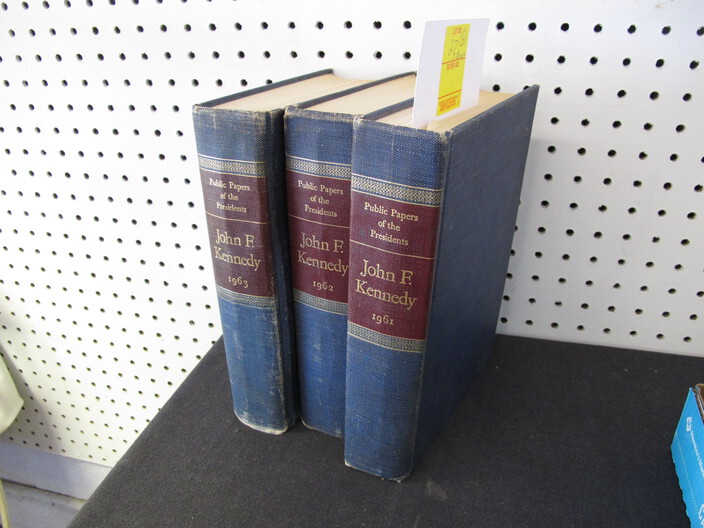 Public Papers
of the
Presidents
John F.
Kennedy
1963
Public Papers
of the
Presidents
John F.
Kennedy
1962
Public Papers
of the
Presidents
John F.
Kennedy
1961